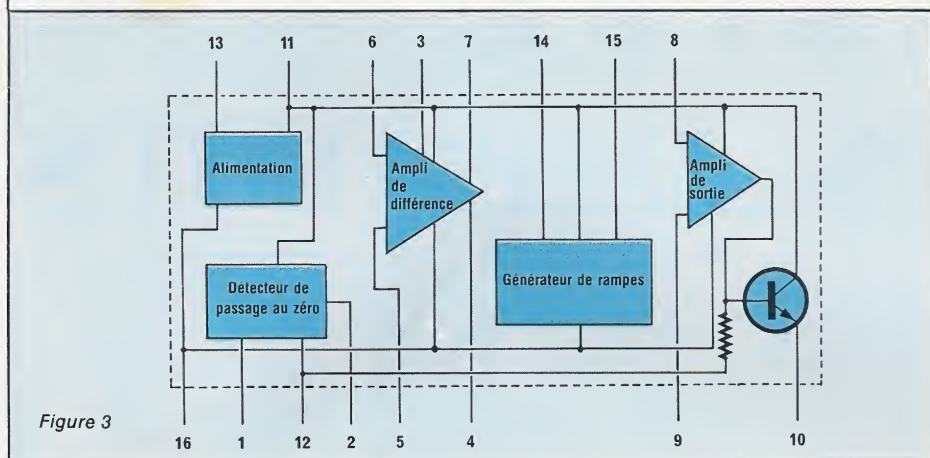 13 11 6 3 7 14 15 8
Alimentation
Ampli
de
différence
Ampli
de
sortie
Détecteur de
passage au zéro
Générateur de rampes
Figure 3
16 1 12 2 5 4 9 10